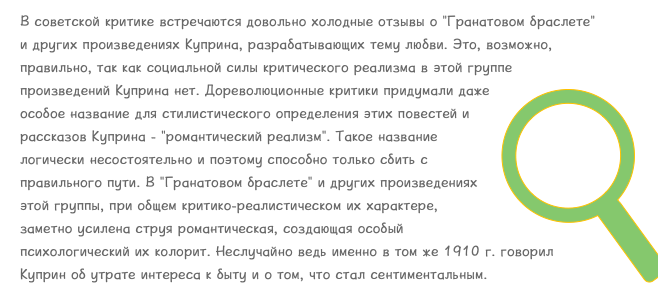 В советской критике встречаются довольно холодные отзывы о "Гранатовом браслете"
и других произведениях Куприна, разрабатывающих тему любви. Это, возможно,
правильно, так как социальной силы критического реализма в этой группе
произведений Куприна нет. Дореволюционные критики придумали даже
особое название для стилистического определения этих повестей и
рассказов Куприна - "романтический реализм". Такое название
логически несостоятельно и поэтому способно только сбить с
правильного пути. В "Гранатовом браслете" и других произведениях
этой группы, при общем критико-реалистическом их характере,
заметно усилена струя романтическая, создающая особый
психологический их колорит. Неслучайно ведь именно в том же 1910 г. говорил
Куприн об утрате интереса к быту и о том, что стал сентиментальным.